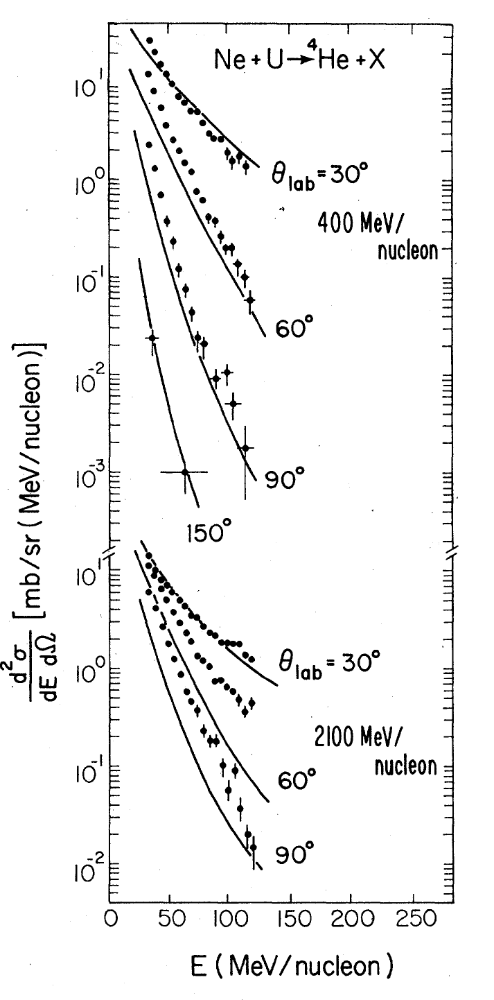 Ne + U → ⁴He + X
10¹
10⁰
10⁻¹
10⁻²
10⁻³
θlab = 30°
400 MeV/
nucleon
60°
90°
150°
10¹
10⁰
10⁻¹
10⁻²
θlab = 30°
2100 MeV/
nucleon
60°
90°
d²σ
dE dΩ [mb/sr (MeV/nucleon)]
0 50 100 150 200 250
E (MeV/nucleon)